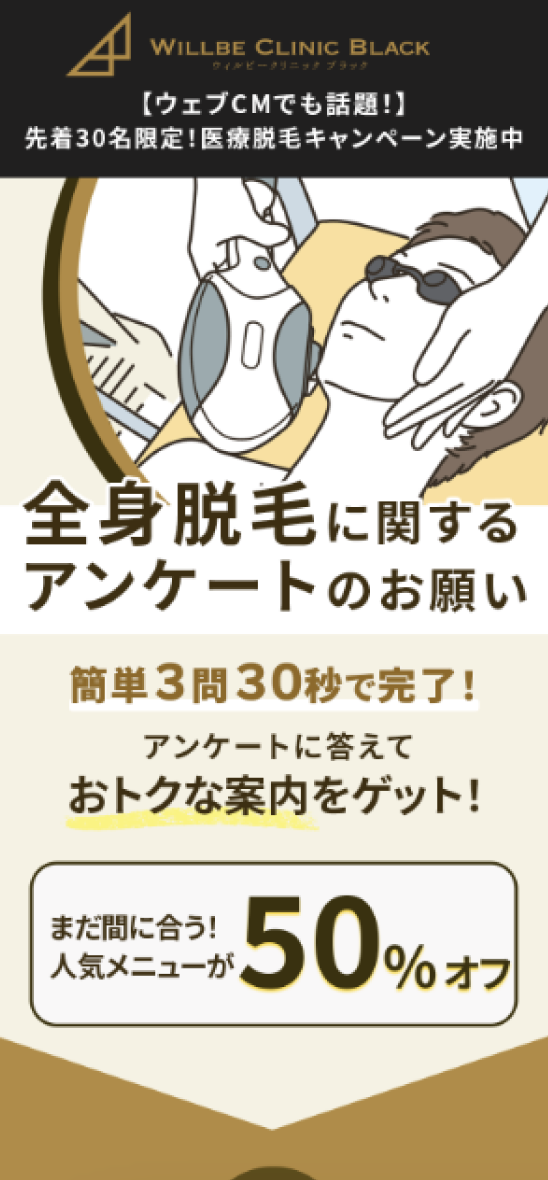 WILLBE CLINIC BLACK
ウィルビークリニック ブラック
【ウェブCMでも話題！】
先着30名限定！医療脱毛キャンペーン実施中
全身脱毛に関する
アンケートのお願い
簡単3問30秒で完了！
アンケートに答えて
おトクな案内をゲット！
まだ間に合う！
人気メニューが
50%オフ